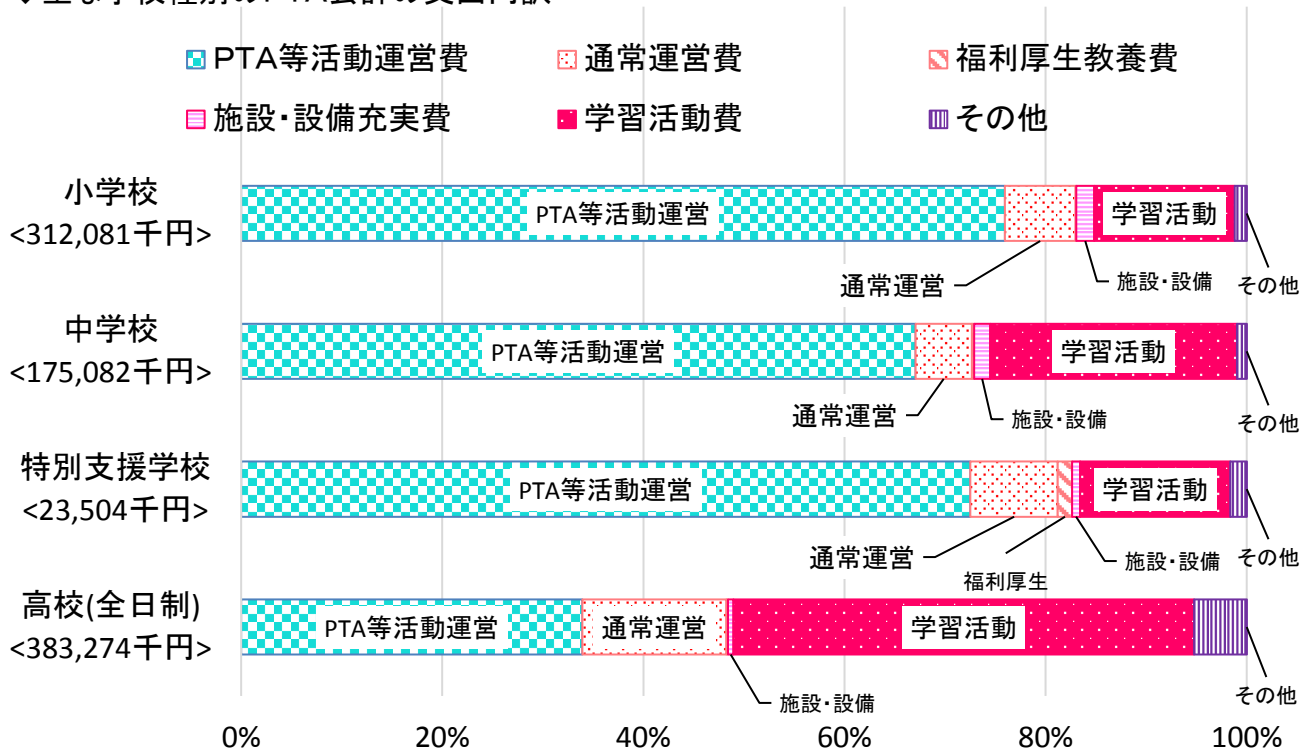 PTA等活動運営費 通常運営費 福利厚生教養費
施設・設備充実費 学習活動費 その他
小学校
<312,081千円>
PTA等活動運営 学習活動
通常運営 施設・設備 その他
中学校
<175,082千円>
PTA等活動運営 学習活動
通常運営 施設・設備 その他
特別支援学校
<23,504千円>
PTA等活動運営 学習活動
通常運営 福利厚生 施設・設備 その他
高校(全日制)
<383,274千円>
PTA等活動運営 通常運営 学習活動
施設・設備 その他
0% 20% 40% 60% 80% 100%